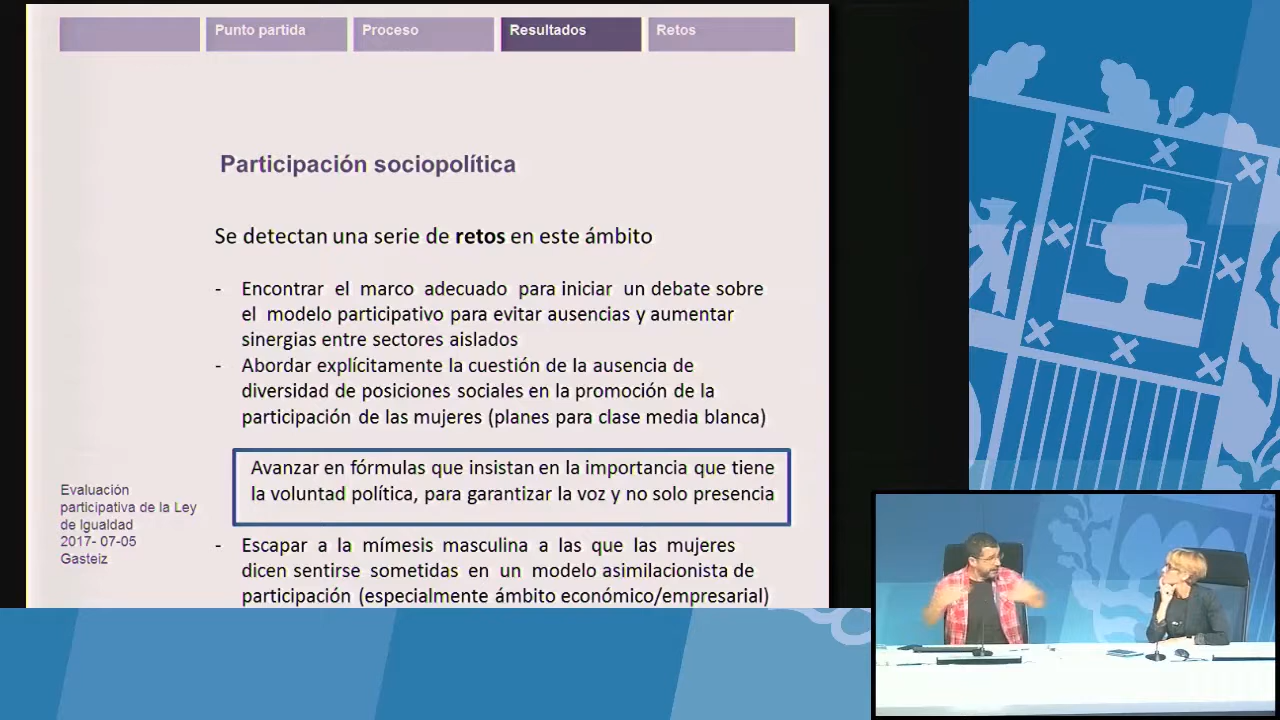 Punto partida
Proceso
Resultados
Retos
Participación sociopolítica
Se detectan una serie de retos en este ámbito
- Encontrar el marco adecuado para iniciar un debate sobre
el modelo participativo para evitar ausencias y aumentar
sinergias entre sectores aislados
- Abordar explícitamente la cuestión de la ausencia de
diversidad de posiciones sociales en la promoción de la
participación de las mujeres (planes para clase media blanca)
Avanzar en fórmulas que insistan en la importancia que tiene
la voluntad política, para garantizar la voz y no solo presencia
- Escapar a la mímesis masculina a las que las mujeres
dicen sentirse sometidas en un modelo asimilacionista de
participación (especialmente ámbito económico/empresarial)
Evaluación
participativa de la Ley
de Igualdad
2017- 07-05
Gasteiz